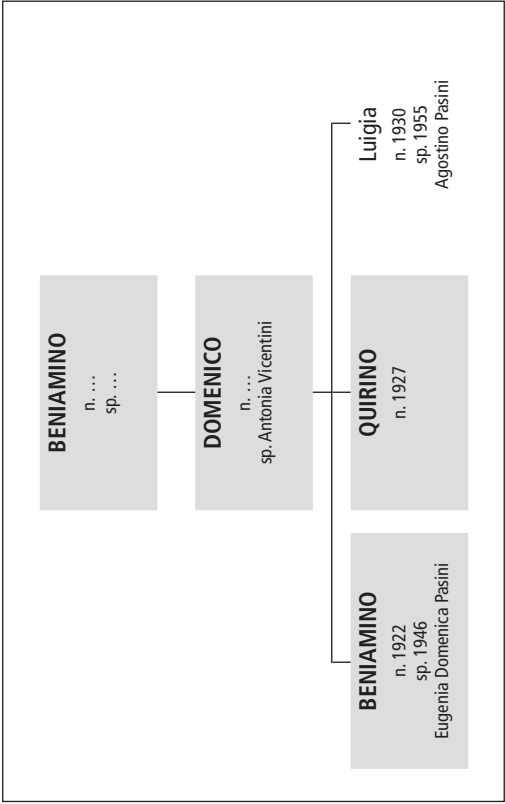 BENIAMINO
n. …
sp. …
DOMENICO
n. …
sp. Antonia Vicentini
BENIAMINO
n. 1922
sp. 1946
Eugenia Domenica Pasini
QUIRINO
n. 1927
Luigia
n. 1930
sp. 1955
Agostino Pasini